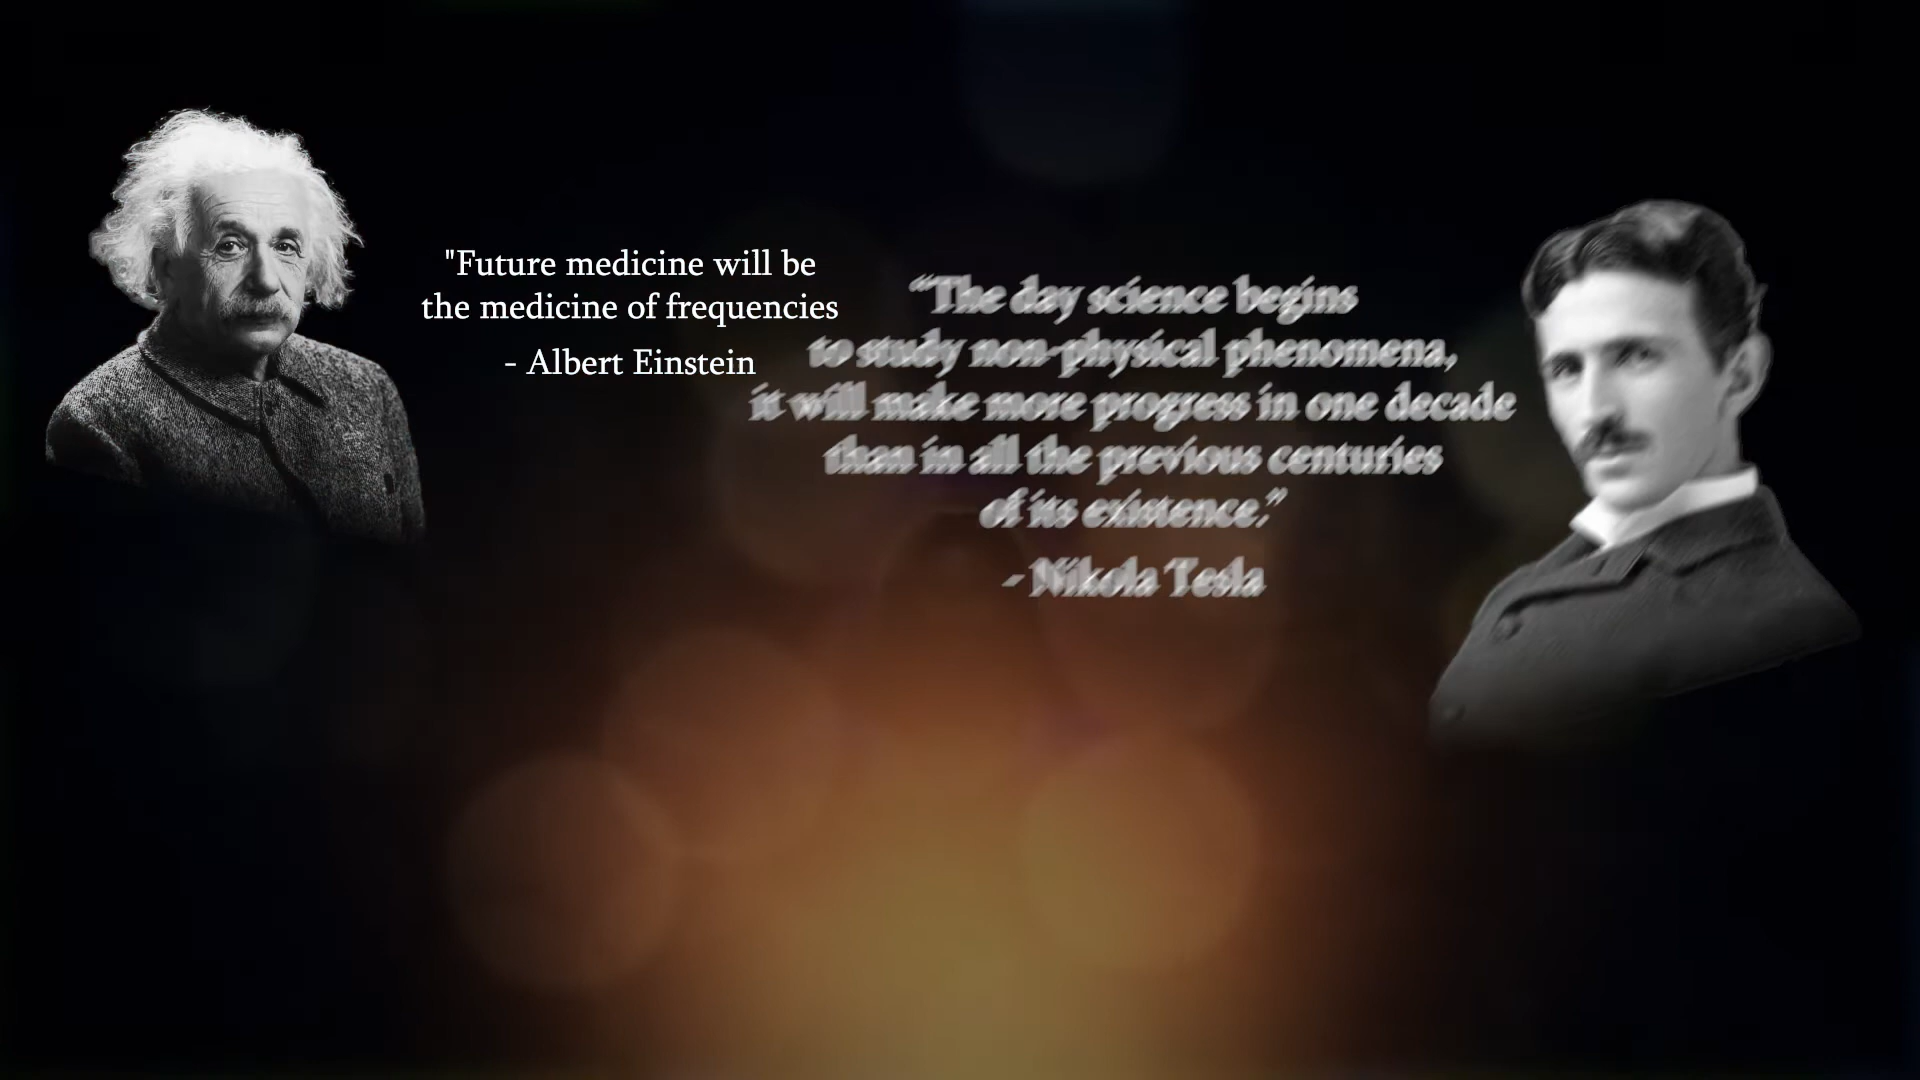 "Future medicine will be
the medicine of frequencies
- Albert Einstein
“The day science begins
to study non-physical phenomena,
it will make more progress in one decade
than in all the previous centuries
of its existence.”
- Nikola Tesla